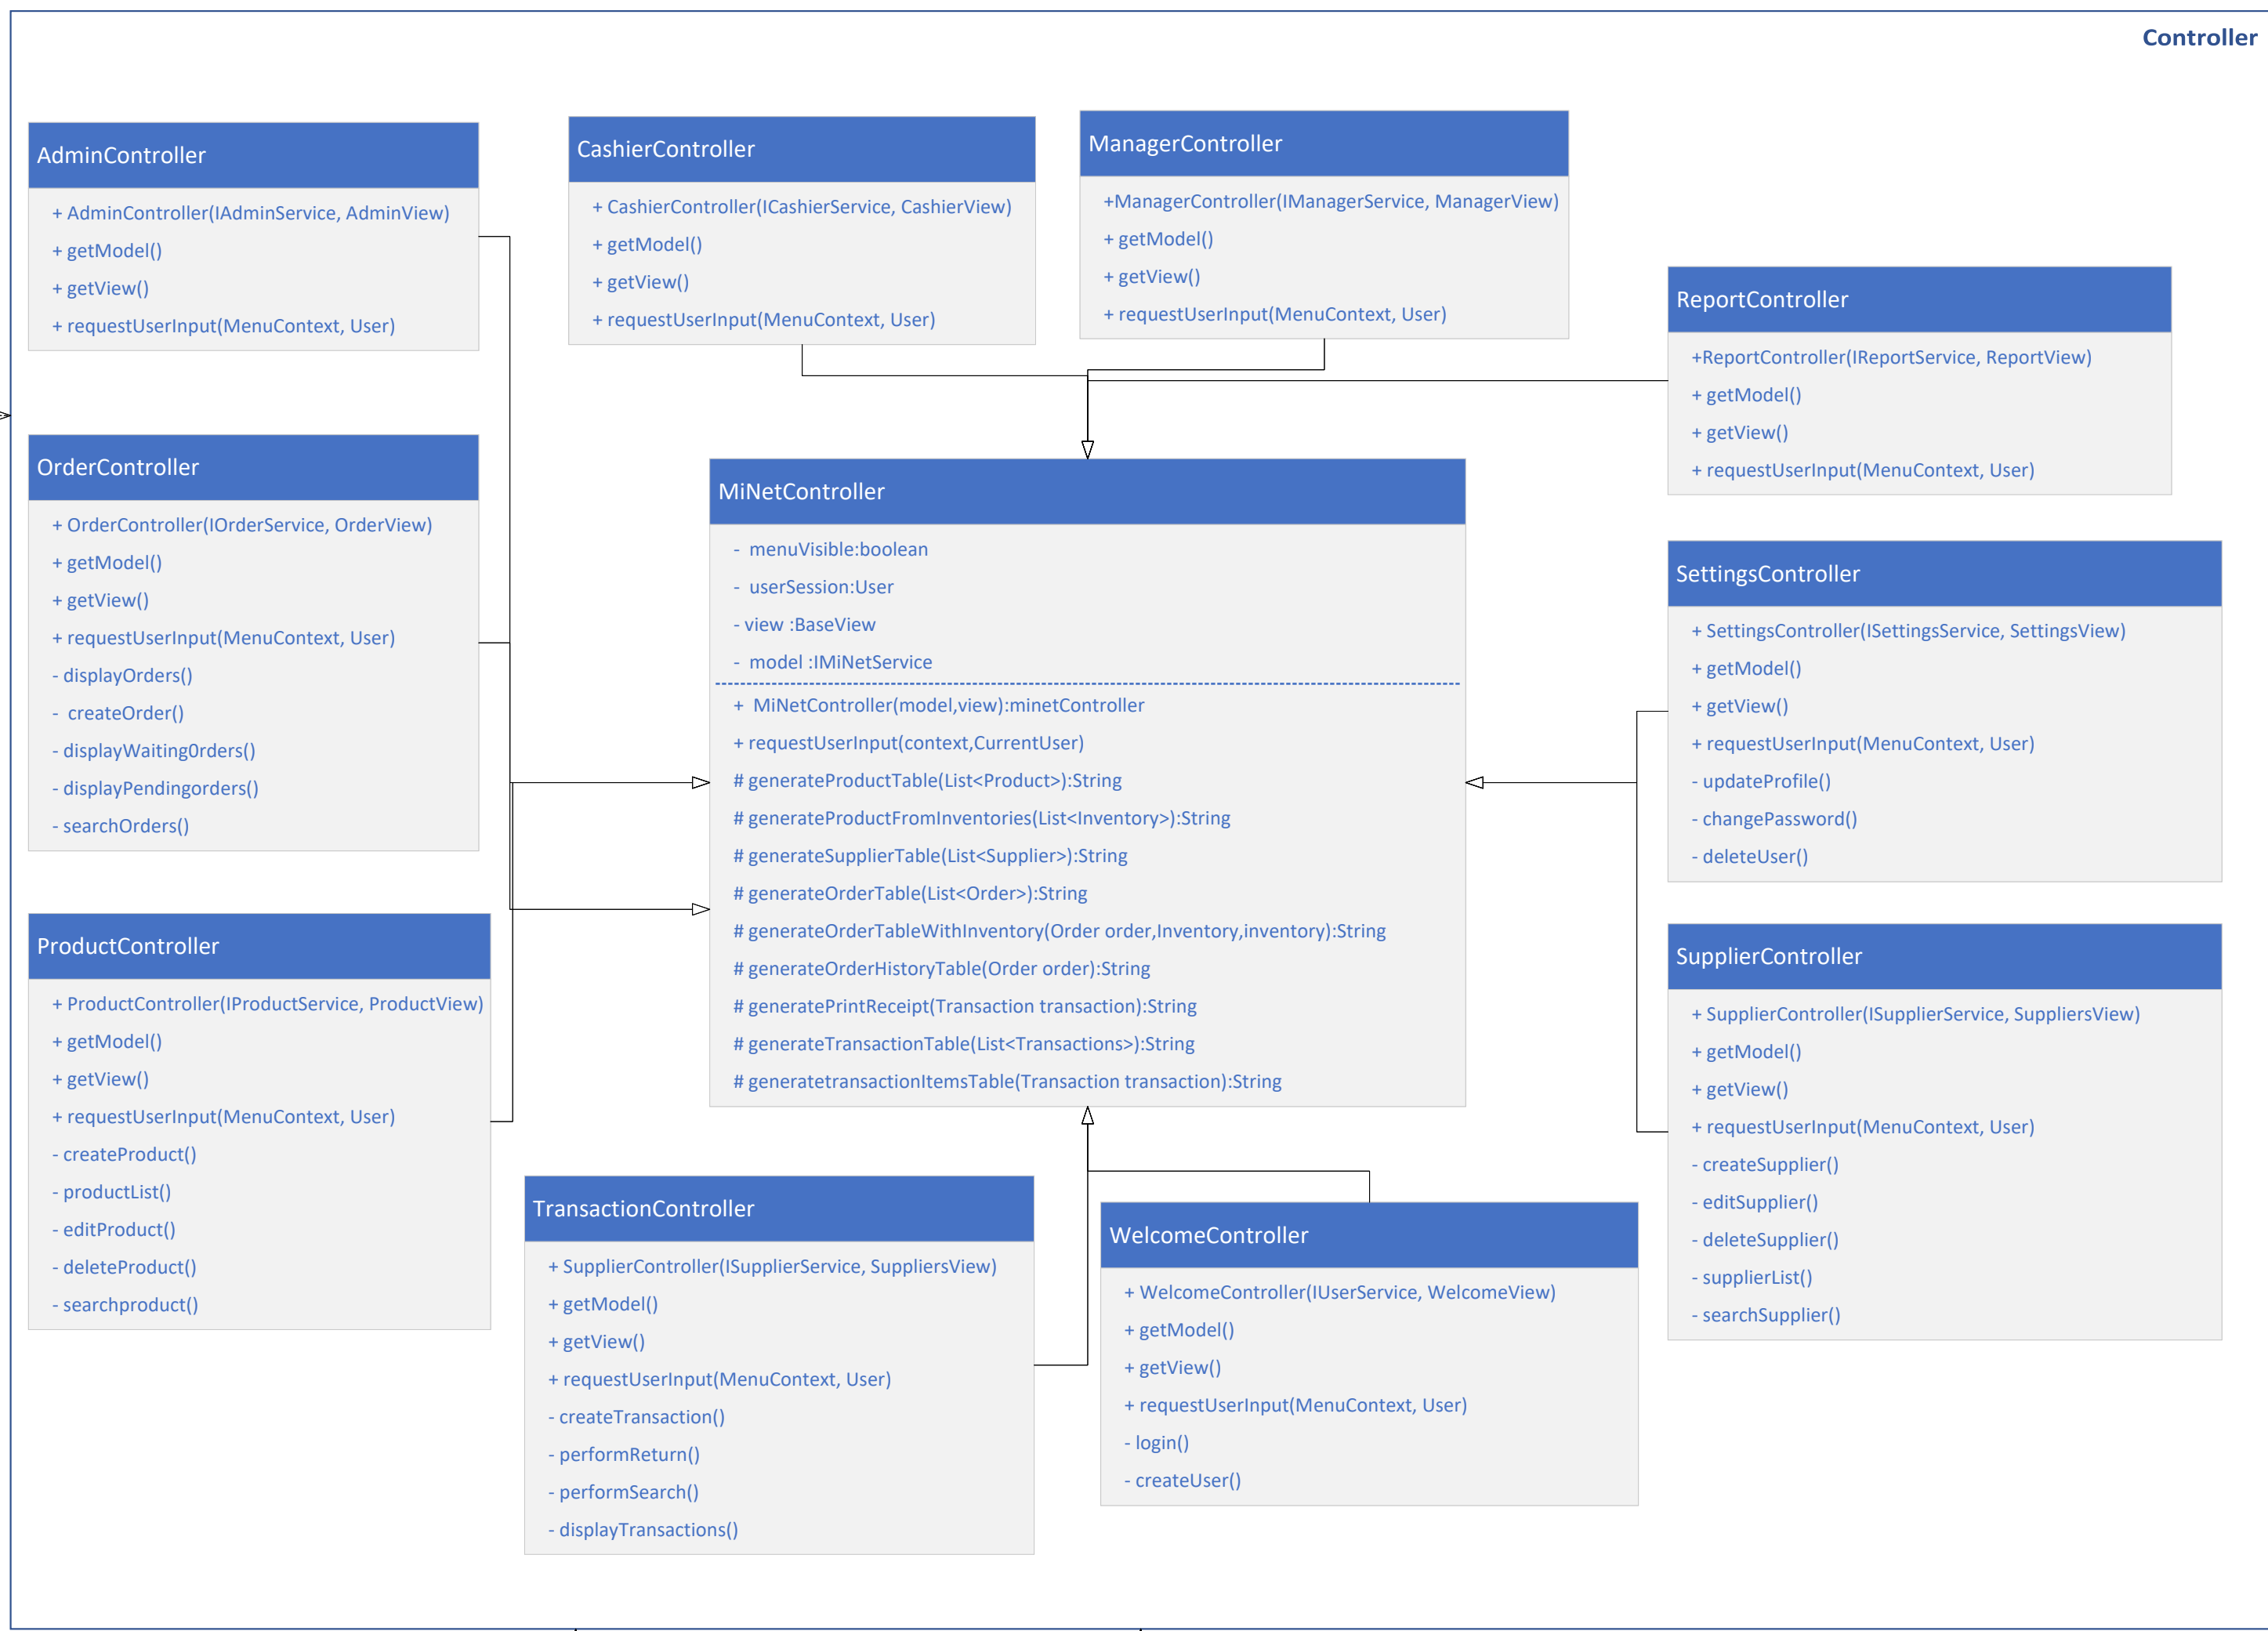 Controller
AdminController
+ AdminController(IAdminService, AdminView)
+ getModel()
+ getView()
+ requestUserInput(MenuContext, User)
CashierController
+ CashierController(ICashierService, CashierView)
+ getModel()
+ getView()
+ requestUserInput(MenuContext, User)
ManagerController
+ManagerController(IManagerService, ManagerView)
+ getModel()
+ getView()
+ requestUserInput(MenuContext, User)
ReportController
+ReportController(IReportService, ReportView)
+ getModel()
+ getView()
+ requestUserInput(MenuContext, User)
OrderController
+ OrderController(IOrderService, OrderView)
+ getModel()
+ getView()
+ requestUserInput(MenuContext, User)
- displayOrders()
- createOrder()
- displayWaiting0rders()
- displayPendingorders()
- searchOrders()
MiNetController
- menuVisible:boolean
- userSession:User
- view :BaseView
- model :IMiNetService
+ MiNetController(model,view):minetController
+ requestUserInput(context,CurrentUser)
# generateProductTable(List<Product>):String
# generateProductFromInventories(List<Inventory>):String
# generateSupplierTable(List<Supplier>):String
# generateOrderTable(List<Order>):String
# generateOrderTableWithInventory(Order order,Inventory,inventory):String
# generateOrderHistoryTable(Order order):String
# generatePrintReceipt(Transaction transaction):String
# generateTransactionTable(List<Transactions>):String
# generatetransactionItemsTable(Transaction transaction):String
SettingsController
+ SettingsController(ISettingsService, SettingsView)
+ getModel()
+ getView()
+ requestUserInput(MenuContext, User)
- updateProfile()
- changePassword()
- deleteUser()
ProductController
+ ProductController(IProductService, ProductView)
+ getModel()
+ getView()
+ requestUserInput(MenuContext, User)
- createProduct()
- productList()
- editProduct()
- deleteProduct()
- searchproduct()
SupplierController
+ SupplierController(ISupplierService, SuppliersView)
+ getModel()
+ getView()
+ requestUserInput(MenuContext, User)
- createSupplier()
- editSupplier()
- deleteSupplier()
- supplierList()
- searchSupplier()
TransactionController
+ SupplierController(ISupplierService, SuppliersView)
+ getModel()
+ getView()
+ requestUserInput(MenuContext, User)
- createTransaction()
- performReturn()
- performSearch()
- displayTransactions()
WelcomeController
+ WelcomeController(IUserService, WelcomeView)
+ getModel()
+ getView()
+ requestUserInput(MenuContext, User)
- login()
- createUser()